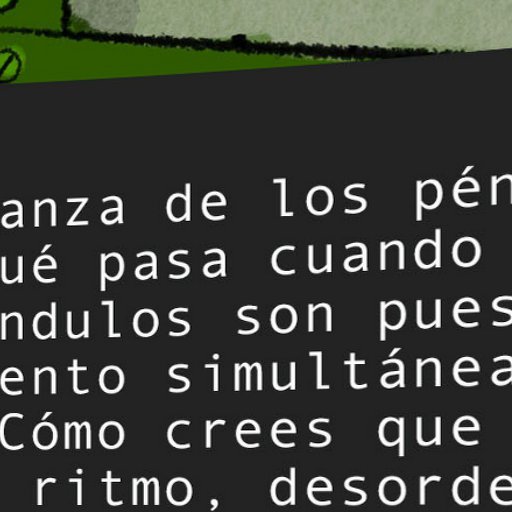 anza de los pén
ué pasa cuando
ndulos son pues
ento simultánea
Cómo crees que
ritmo, desorde